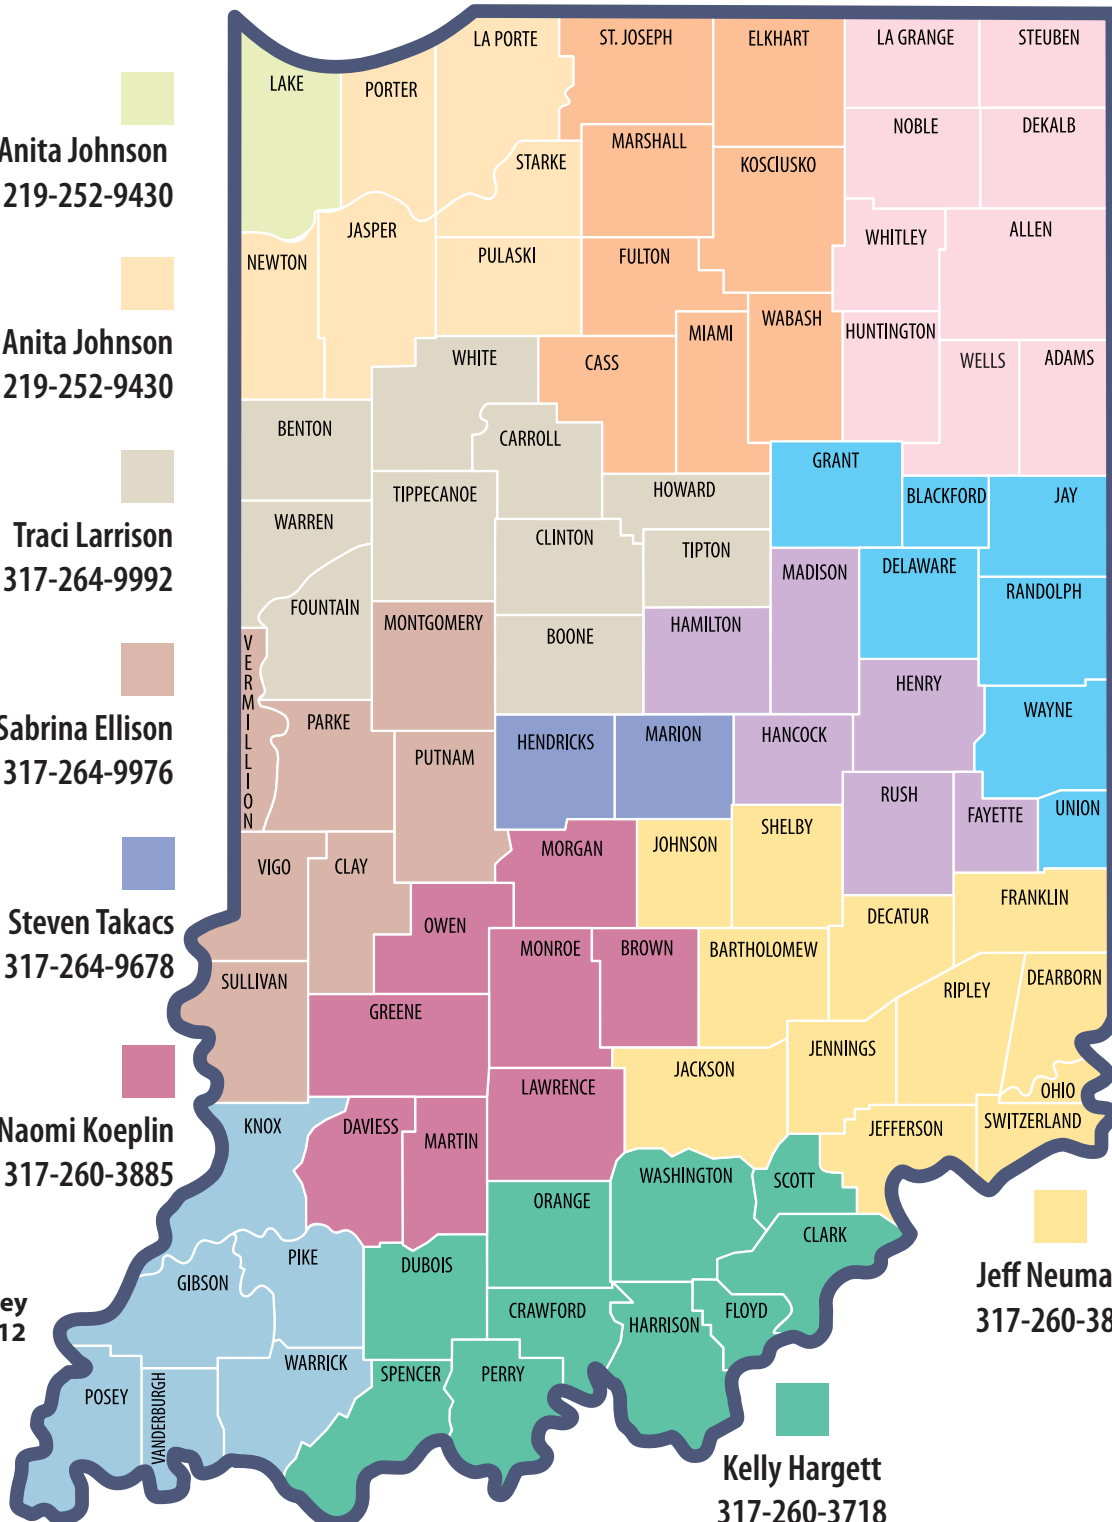 LAKE
PORTER
LA PORTE
ST. JOSEPH
ELKHART
LA GRANGE
STEUBEN
NOBLE
DEKALB
MARSHALL
STARKE
KOSCIUSKO
JASPER
NEWTON
PULASKI
FULTON
WHITLEY
ALLEN
WHITE
CASS
MIAMI
WABASH
HUNTINGTON
WELLS
ADAMS
BENTON
CARROLL
GRANT
BLACKFORD
JAY
WARREN
TIPPECANOE
HOWARD
CLINTON
TIPTON
MADISON
DELAWARE
RANDOLPH
FOUNTAIN
MONTGOMERY
BOONE
HAMILTON
HENRY
WAYNE
VERMILLION
PARKE
PUTNAM
HENDRICKS
MARION
HANCOCK
RUSH
FAYETTE
UNION
VIGO
CLAY
MORGAN
JOHNSON
SHELBY
DECATUR
FRANKLIN
OWEN
MONROE
BROWN
BARTHOLOMEW
RIPLEY
DEARBORN
SULLIVAN
GREENE
JENNINGS
JACKSON
LAWRENCE
OHIO
SWITZERLAND
JEFFERSON
KNOX
DAVIESS
MARTIN
WASHINGTON
SCOTT
ORANGE
CLARK
PIKE
GIBSON
DUBOIS
CRAWFORD
HARRISON
FLOYD
WARRICK
SPENCER
PERRY
POSEY
VANDERBURGH
Anita Johnson
219-252-9430
Anita Johnson
219-252-9430
Traci Larrison
317-264-9992
Sabrina Ellison
317-264-9976
Steven Takacs
317-264-9678
Naomi Koeplin
317-260-3885
ey
12
Jeff Neuma
317-260-38
Kelly Hargett
317-260-3718